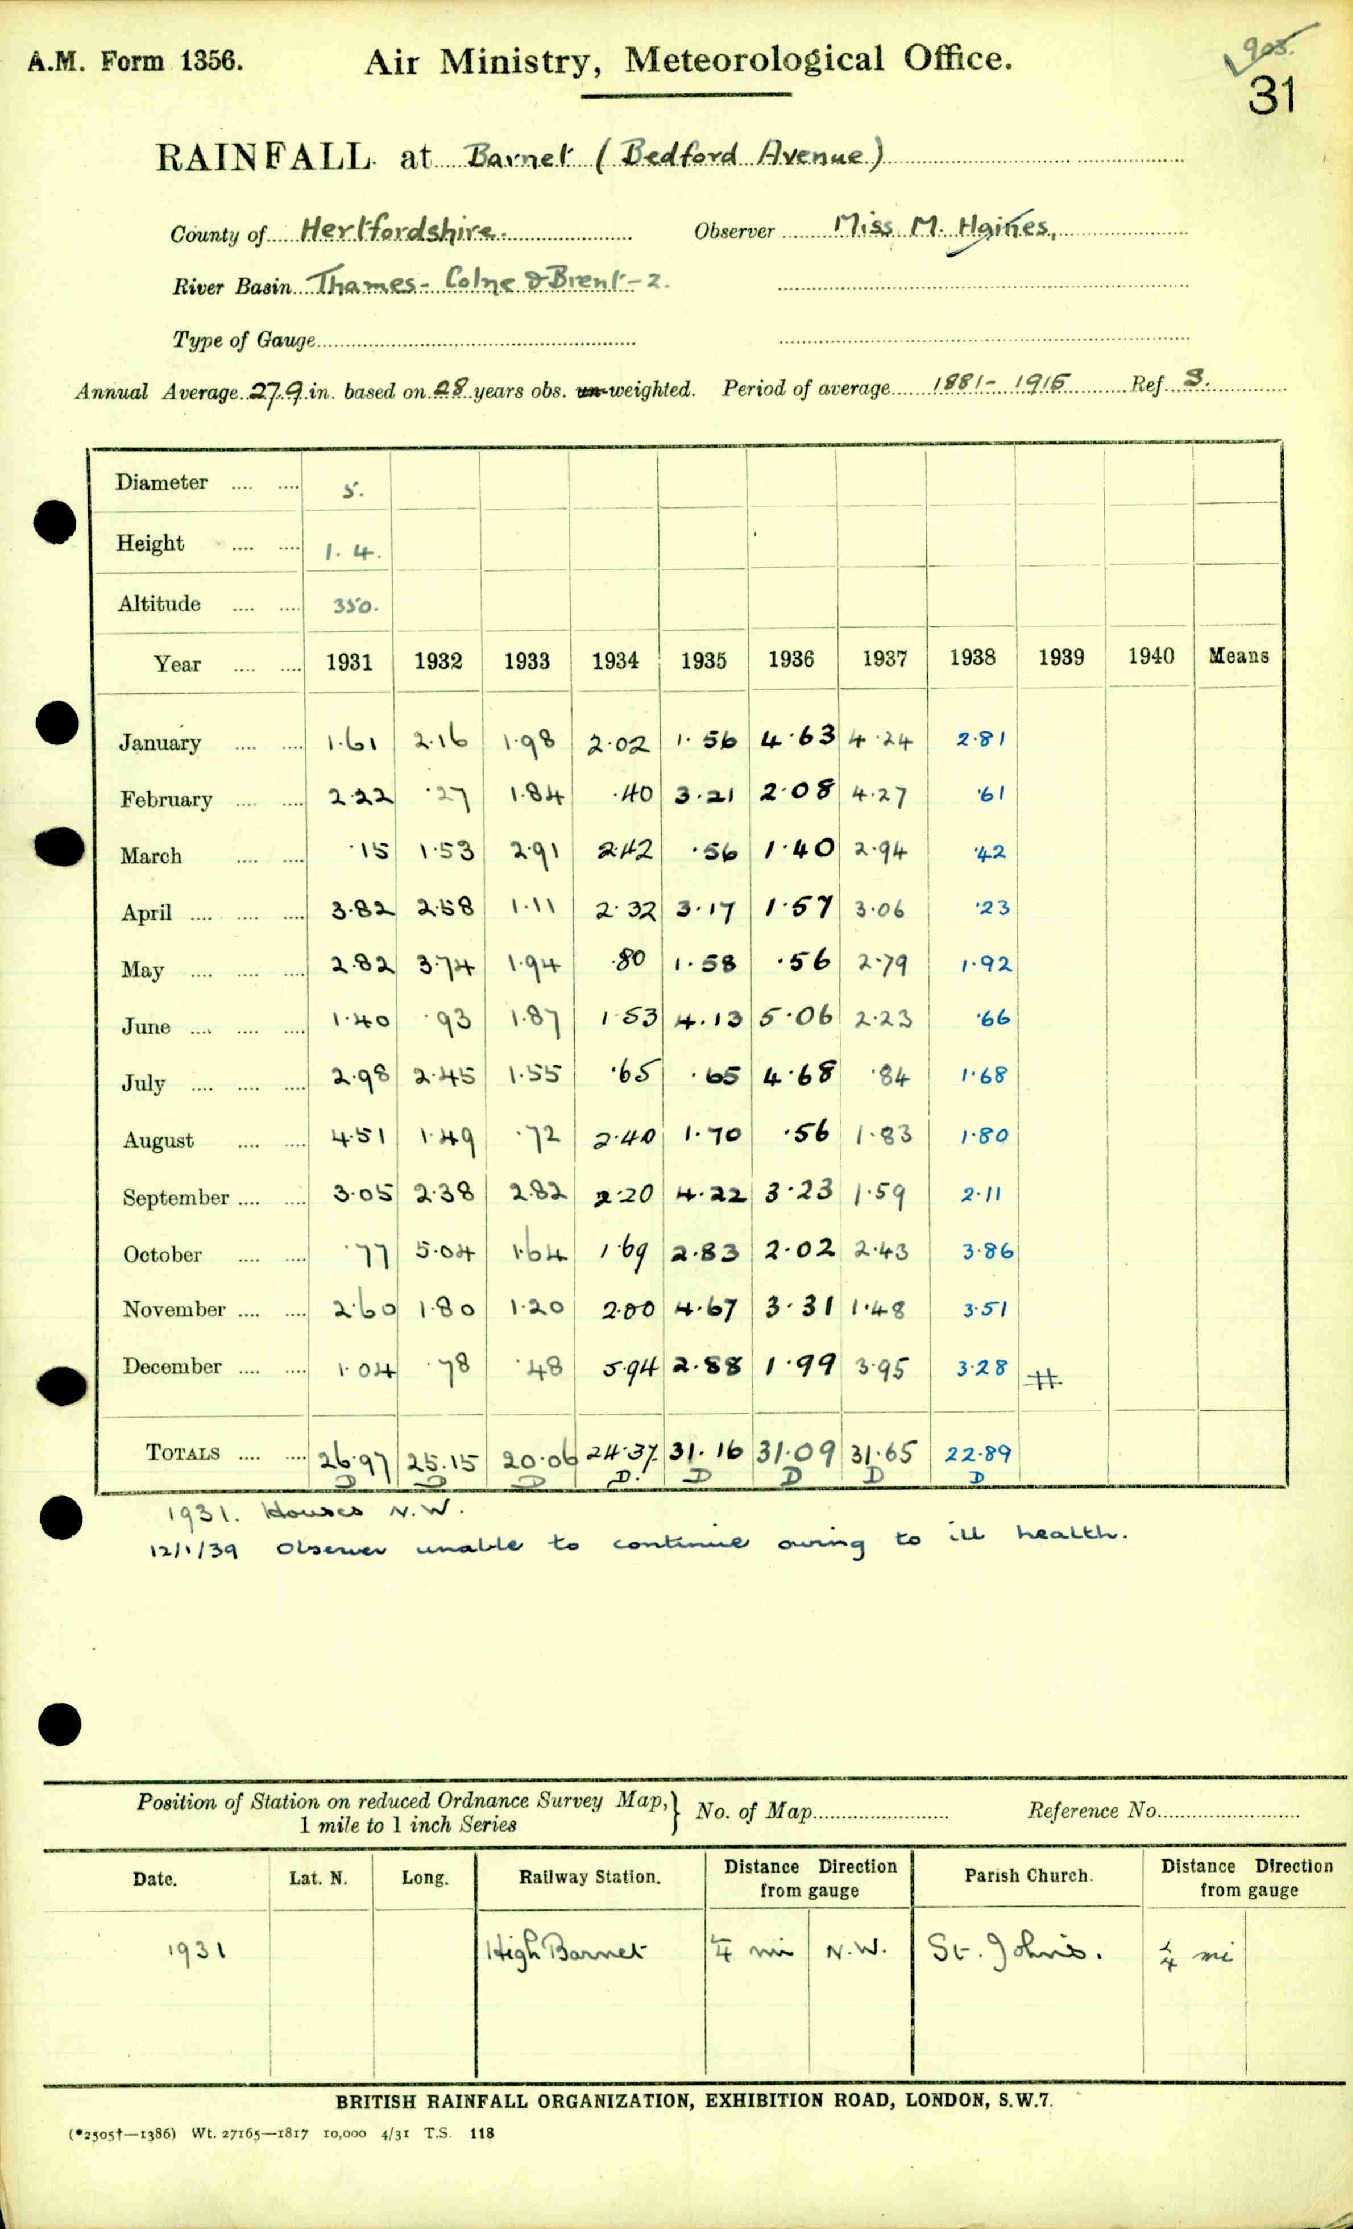 A.M. Form 1356. Air Ministry, Meteorological Office. 905.
31
RAINFALL at Barnet (Bedford Avenue)
County of Hertfordshire. Observer Miss M. Haines,
River Basin Thames - Colne & Brent - 2.
Type of Gauge
Annual Average 27.9 in. based on 28 years obs. un-weighted. Period of average 1881 - 1915 Ref. S.
Diameter .... .... 5.
Height .... .... 1. 4.
Altitude .... .... 350.
Year .... .... 1931 1932 1933 1934 1935 1936 1937 1938 1939 1940 Means
January .... .... 1.61 2.16 1.98 2.02 1.56 4.63 4.24 2.81
February .... .... 2.22 .27 1.84 .40 3.21 2.08 4.27 .61
March .... .... .15 1.53 2.91 2.42 .56 1.40 2.94 .42
April .... .... .... 3.82 2.58 1.11 2.32 3.17 1.57 3.06 .23
May .... .... .... 2.82 3.74 1.94 .80 1.58 .56 2.79 1.92
June .... .... .... 1.40 .93 1.87 1.53 4.13 5.06 2.23 .66
July .... .... .... 2.98 2.45 1.55 .65 .65 4.68 .84 1.68
August .... .... 4.51 1.49 .72 2.40 1.70 .56 1.83 1.80
September .... .... 3.05 2.38 2.82 2.20 4.22 3.23 1.59 2.11
October .... .... .77 5.04 1.64 1.69 2.83 2.02 2.43 3.86
November .... .... 2.60 1.80 1.20 2.00 4.67 3.31 1.48 3.51
December .... .... 1.04 .78 .48 5.94 2.88 1.99 3.95 3.28
TOTALS .... .... 26.97 25.15 20.06 24.37 31.16 31.09 31.65 22.89
D D D D. D D D D
1931. Houses N.W.
12/1/39 Observer unable to continue owing to ill health.
Position of Station on reduced Ordnance Survey Map, } No. of Map Reference No.
1 mile to 1 inch Series
Date. Lat. N. Long. Railway Station. Distance Direction from gauge Parish Church. Distance Direction from gauge
1931 High Barnet 1/4 mi N.W. St. John's. 1/4 mi
BRITISH RAINFALL ORGANIZATION, EXHIBITION ROAD, LONDON, S.W.7.
(*2505†—1386) Wt. 27165—1817 10,000 4/31 T.S. 118